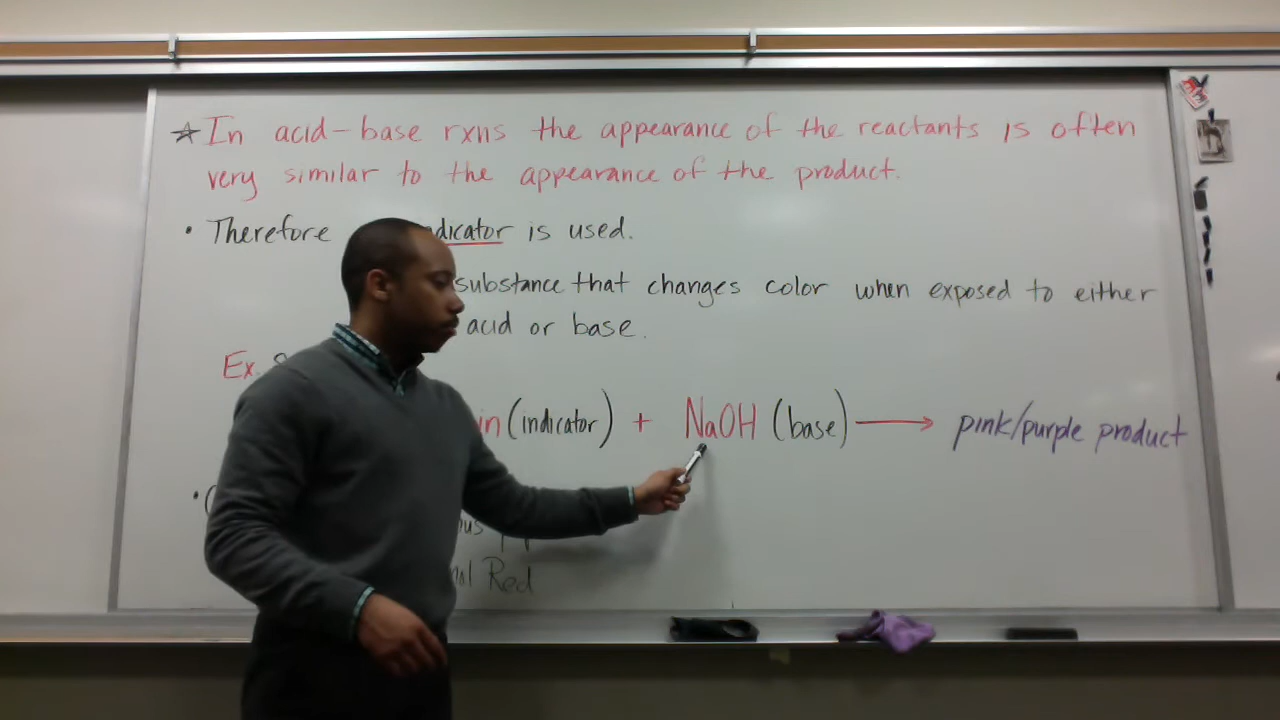 ☆ In acid-base rxns the appearance of the reactants is often
very similar to the appearance of the product.
• Therefore dicator is used.
substance that changes color when exposed to either
acid or base.
Ex.
in (indicator) + NaOH (base) → pink/purple product
•
Red